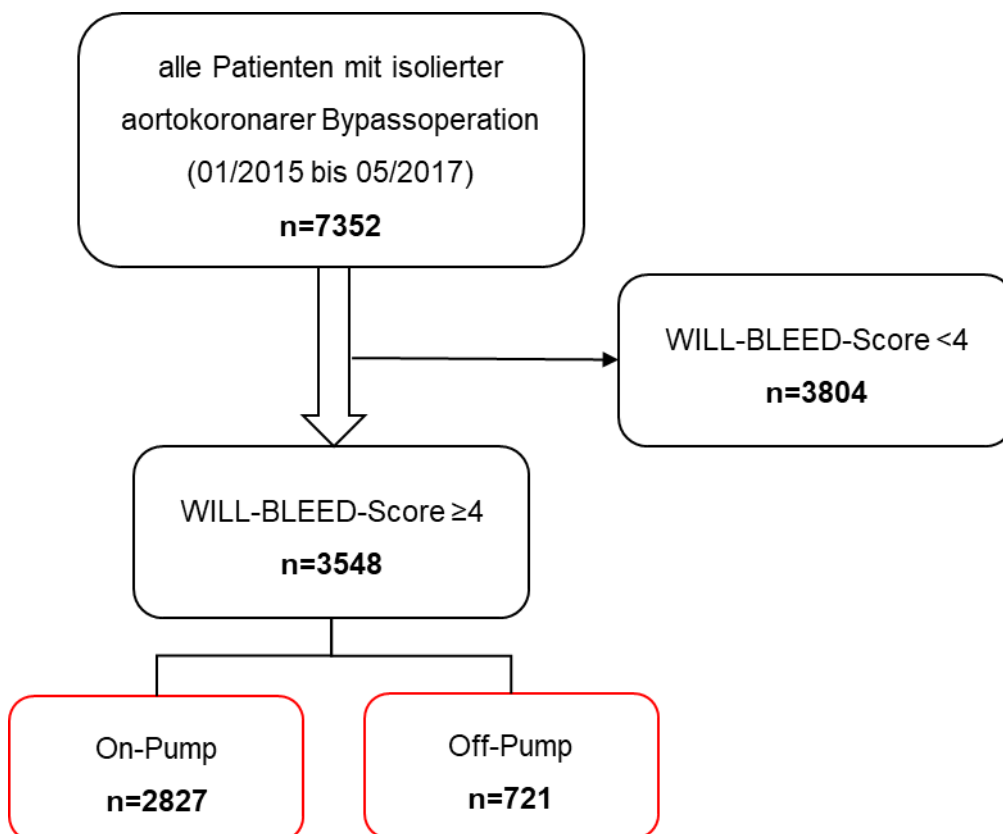 alle Patienten mit isolierter
aortokoronarer Bypassoperation
(01/2015 bis 05/2017)
n=7352
WILL-BLEED-Score <4
n=3804
WILL-BLEED-Score ≥4
n=3548
On-Pump
n=2827
Off-Pump
n=721